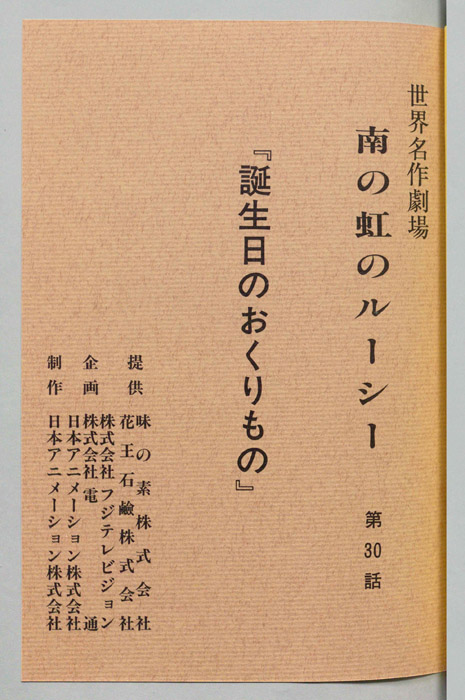 世界名作劇場
南の虹のルーシー 第30話
『誕生日のおくりもの』
提供 味の素株式会社
花王石鹸株式会社
企画 株式会社フジテレビジョン
株式会社電通
日本アニメーション株式会社
制作 日本アニメーション株式会社